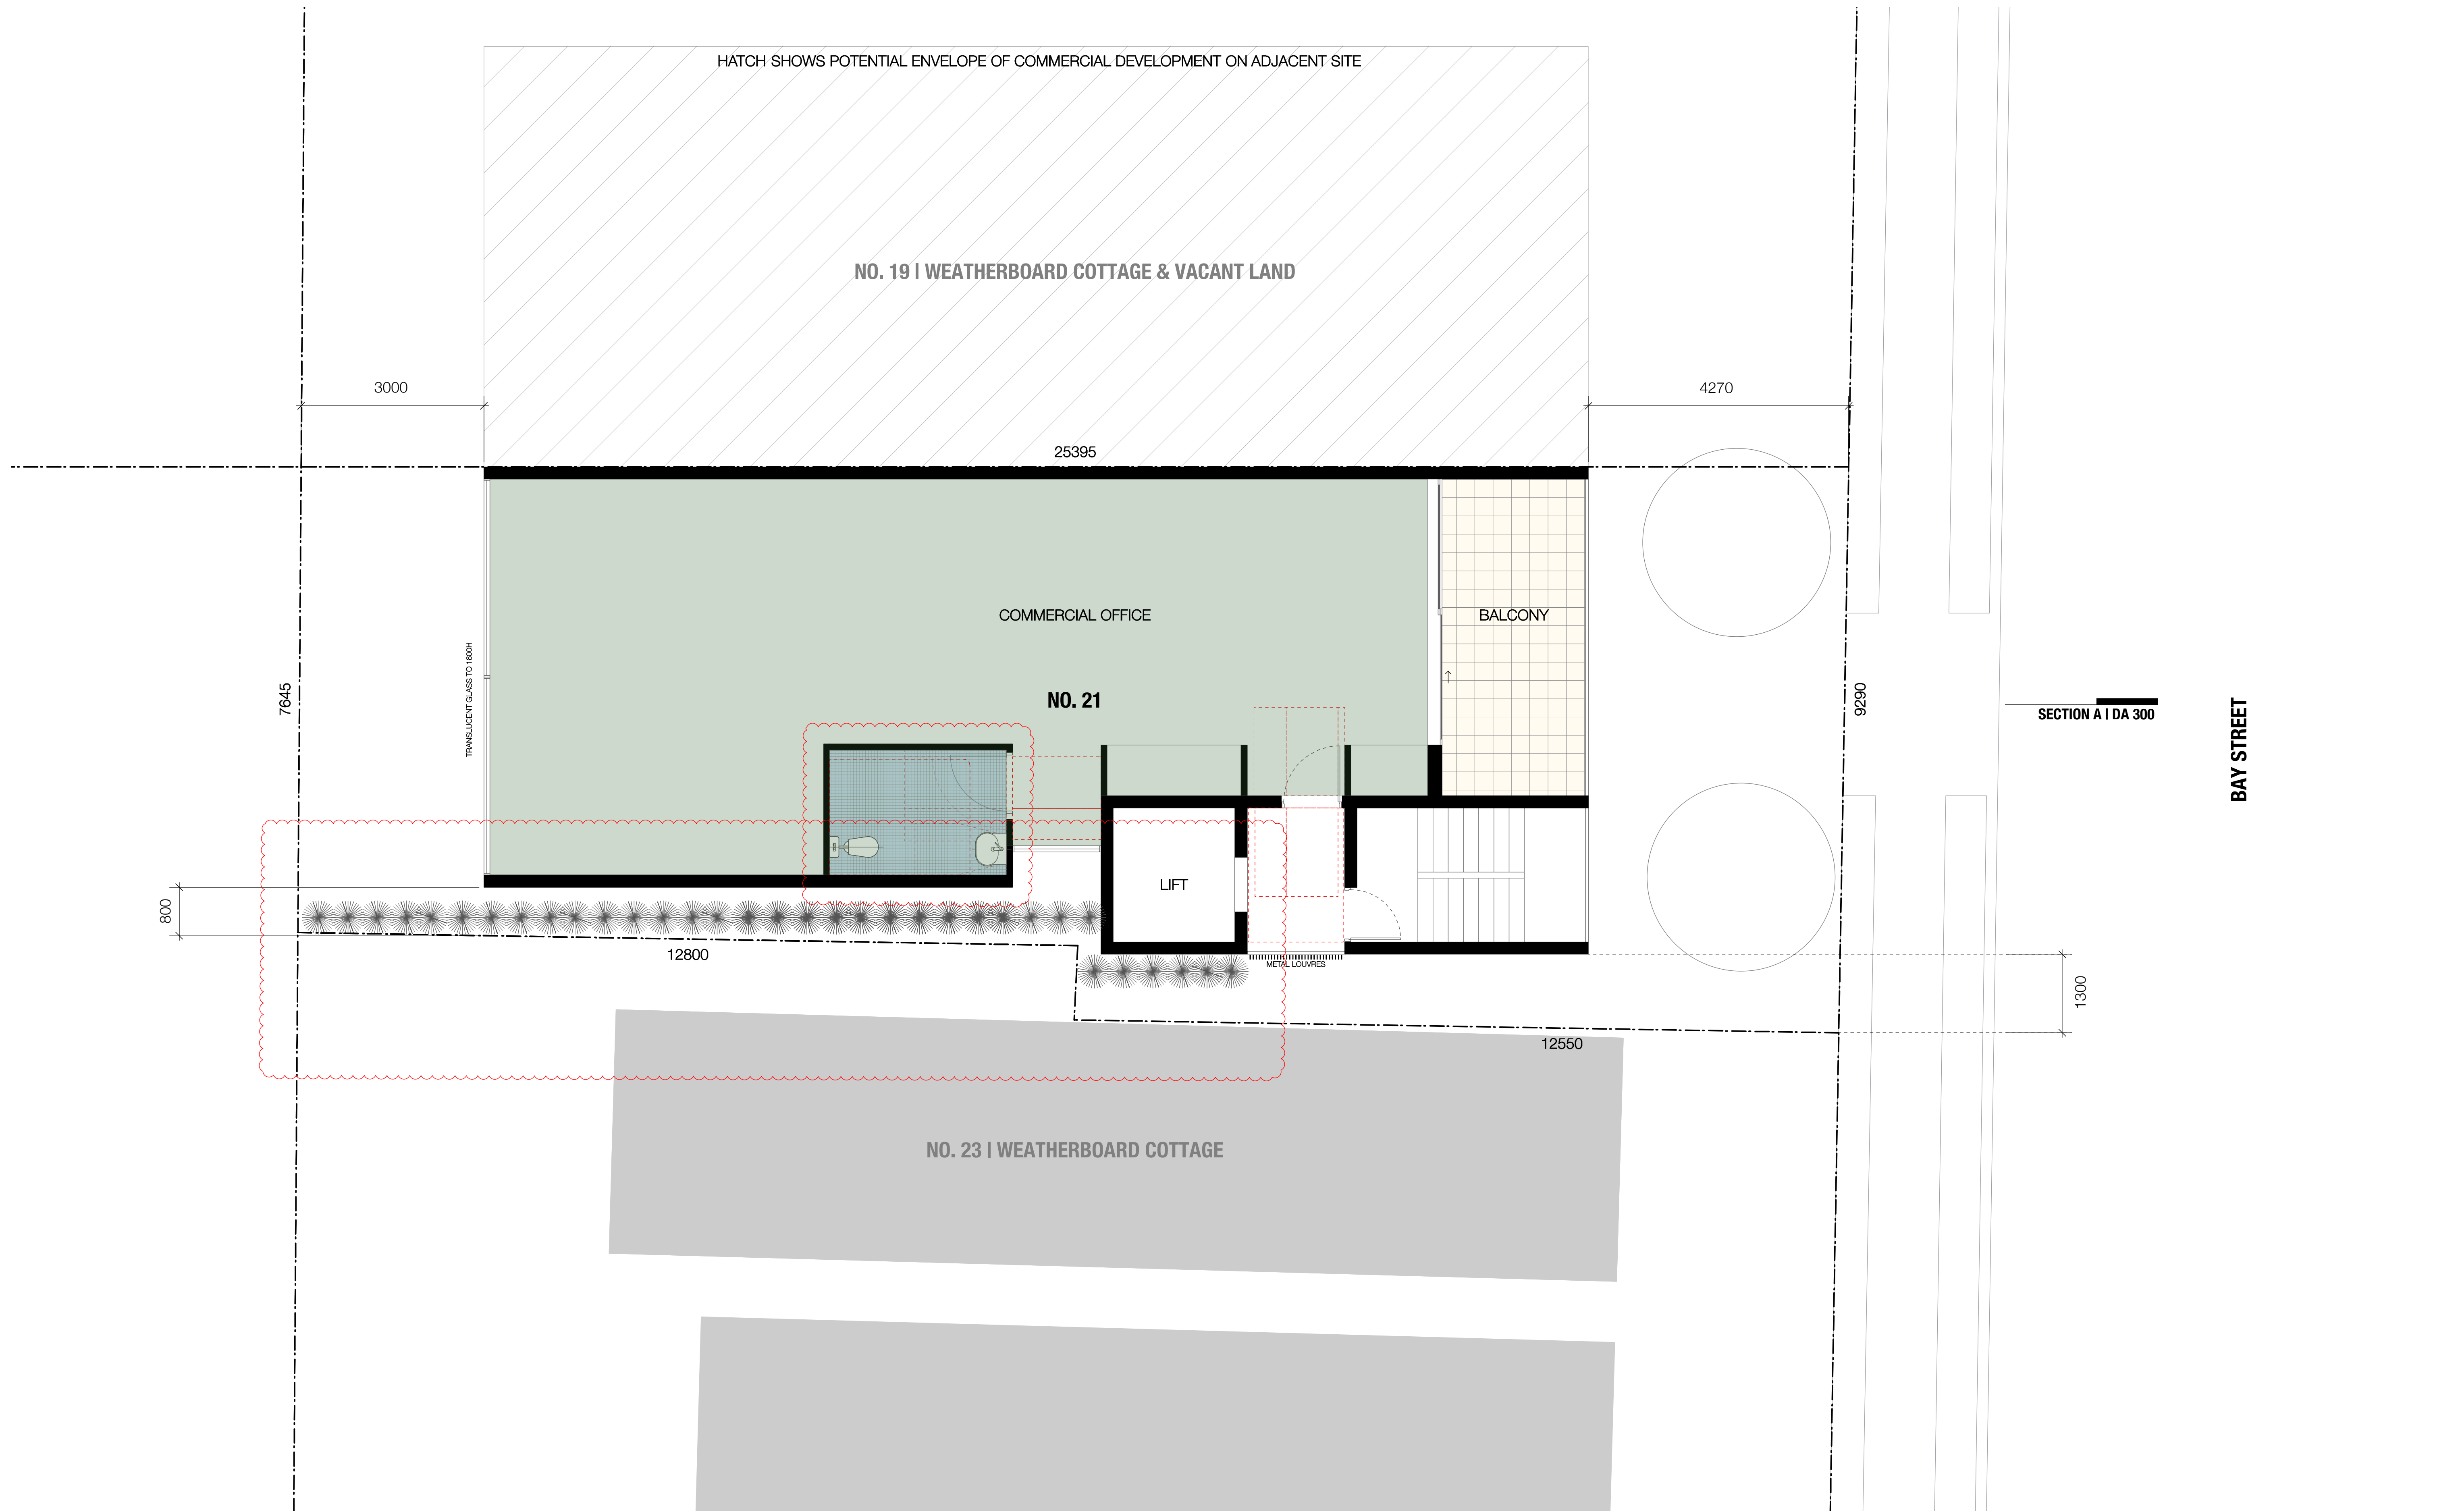 HATCH SHOWS POTENTIAL ENVELOPE OF COMMERCIAL DEVELOPMENT ON ADJACENT SITE
NO. 19 | WEATHERBOARD COTTAGE & VACANT LAND
3000
4270
25395
COMMERCIAL OFFICE
BALCONY
TRANSLUCENT GLASS TO 1600H
7645
NO. 21
9290
SECTION A | DA 300
BAY STREET
LIFT
800
12800
METAL LOUVRES
1300
12550
NO. 23 | WEATHERBOARD COTTAGE